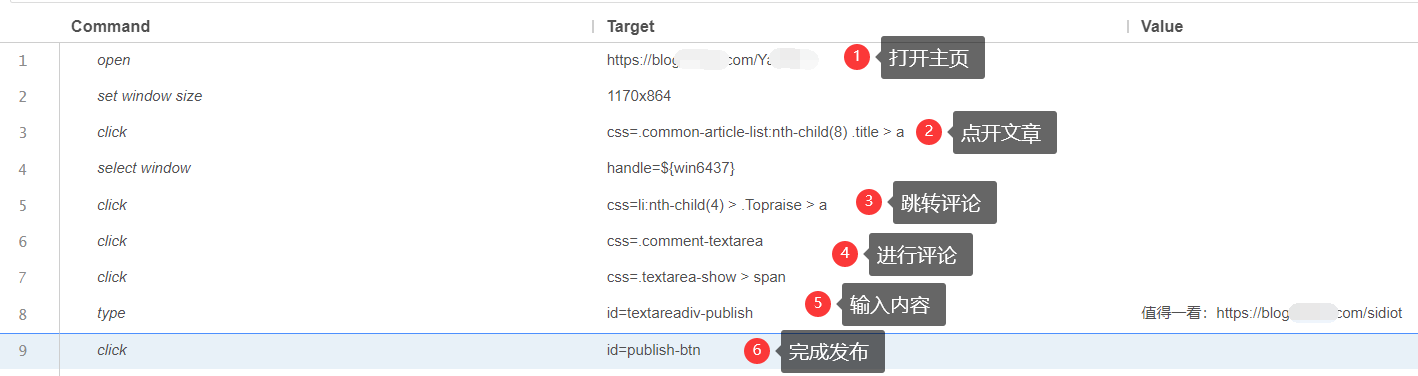 Command Target Value
1 open https://blog .com/Ya 1 打开主页
2 set window size 1170x864
3 click css=.common-article-list:nth-child(8) .title > a 2 点开文章
4 select window handle=${win6437}
5 click css=li:nth-child(4) > .Topraise > a 3 跳转评论
6 click css=.comment-textarea 4 进行评论
7 click css=.textarea-show > span
8 type id=textareadiv-publish 5 输入内容 值得一看：https://blog .com/sidiot
9 click id=publish-btn 6 完成发布